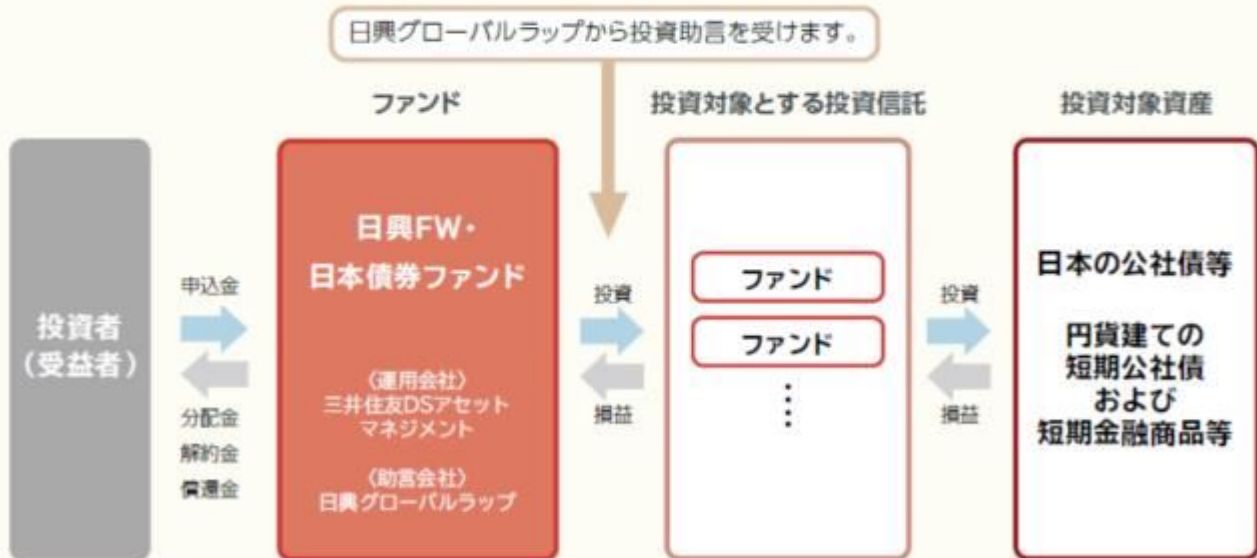 日興グローバルラップから投資助言を受けます。
ファンド
投資対象とする投資信託
投資対象資産
投資者
(受益者)
申込金
分配金
解約金
償還金
日興FW・
日本債券ファンド
〈運用会社〉
三井住友DSアセット
マネジメント
〈助言会社〉
日興グローバルラップ
投資
損益
ファンド
ファンド
⋮
投資
損益
日本の公社債等
円貨建ての
短期公社債
および
短期金融商品等